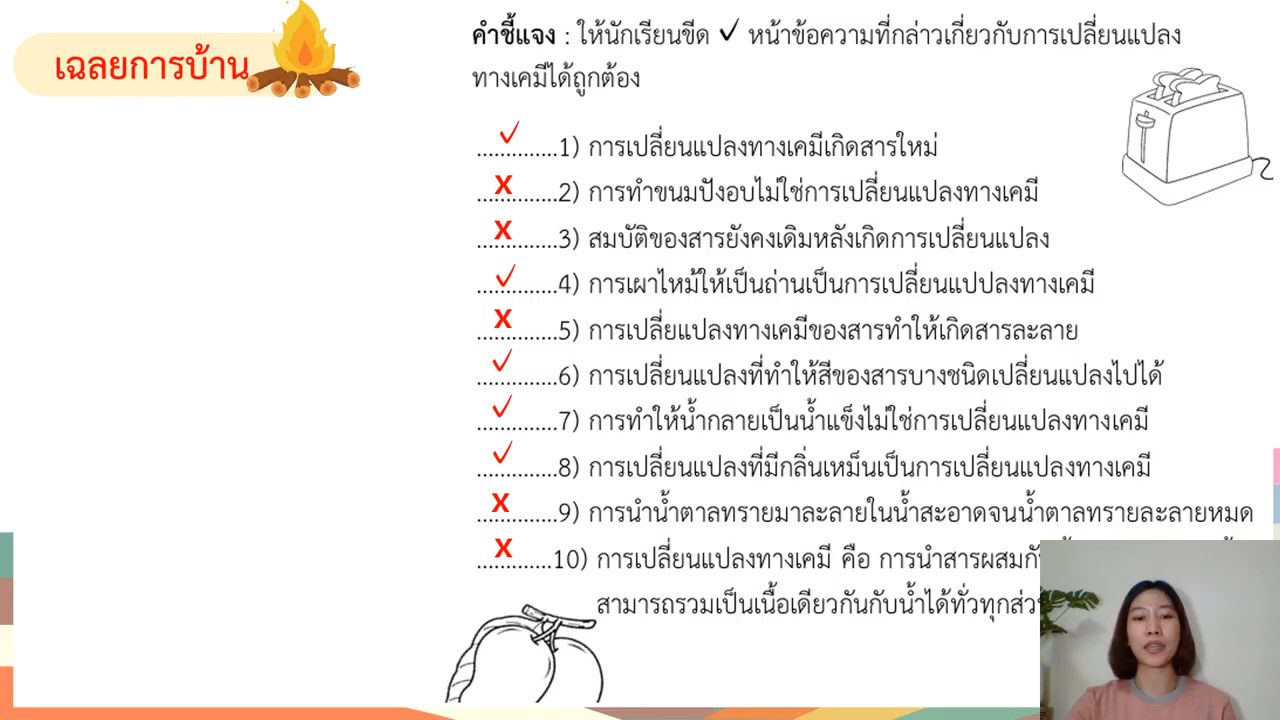 เฉลยการบ้าน
คำชี้แจง : ให้นักเรียนขีด ✓ หน้าข้อความที่กล่าวเกี่ยวกับการเปลี่ยนแปลง
ทางเคมีได้ถูกต้อง
✓ ..............1) การเปลี่ยนแปลงทางเคมีเกิดสารใหม่
X ..............2) การทำขนมปังอบไม่ใช่การเปลี่ยนแปลงทางเคมี
X ..............3) สมบัติของสารยังคงเดิมหลังเกิดการเปลี่ยนแปลง
✓ ..............4) การเผาไหม้ให้เป็นถ่านเป็นการเปลี่ยนแปปลงทางเคมี
X ..............5) การเปลี่ยแปลงทางเคมีของสารทำให้เกิดสารละลาย
✓ ..............6) การเปลี่ยนแปลงที่ทำให้สีของสารบางชนิดเปลี่ยนแปลงไปได้
✓ ..............7) การทำให้น้ำกลายเป็นน้ำแข็งไม่ใช่การเปลี่ยนแปลงทางเคมี
✓ ..............8) การเปลี่ยนแปลงที่มีกลิ่นเหม็นเป็นการเปลี่ยนแปลงทางเคมี
X ..............9) การนำน้ำตาลทรายมาละลายในน้ำสะอาดจนน้ำตาลทรายละลายหมด
X .............10) การเปลี่ยนแปลงทางเคมี คือ การนำสารผสมกั
สามารถรวมเป็นเนื้อเดียวกันกับน้ำได้ทั่วทุกส่ว